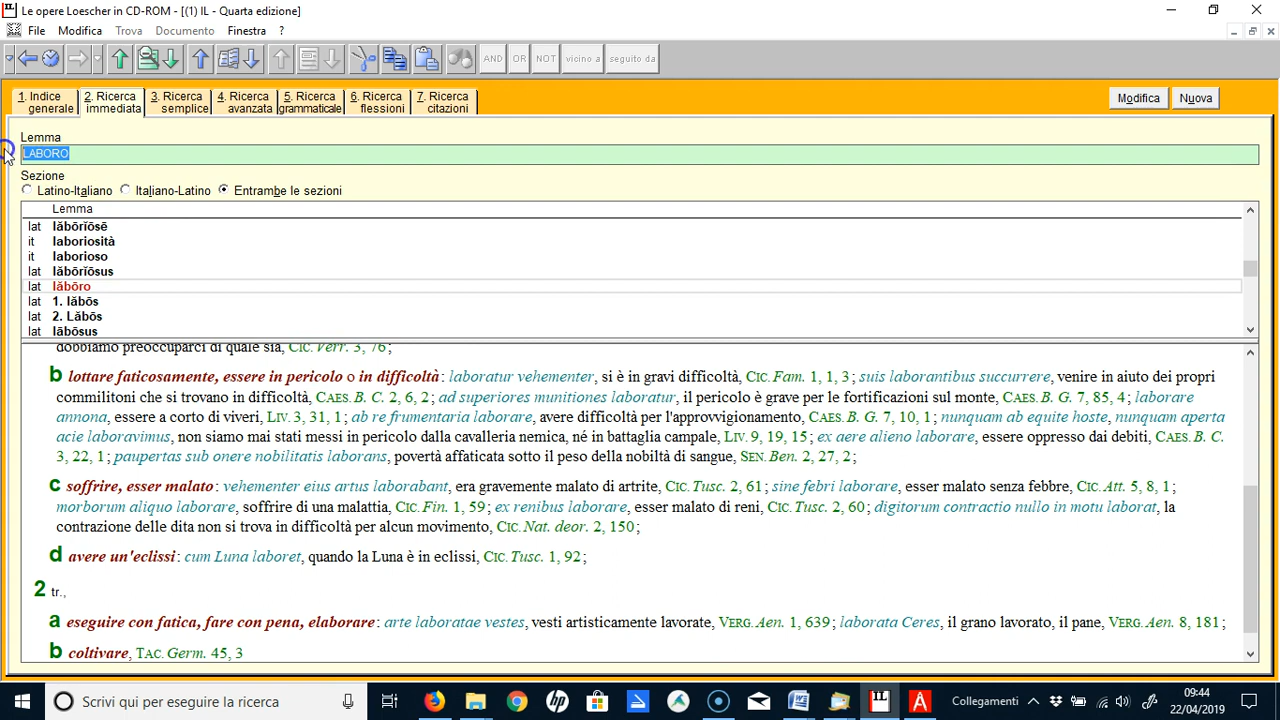 Le opere Loescher in CD-ROM - [(1) IL - Quarta edizione]
File Modifica Trova Documento Finestra ?
AND OR NOT vicino a seguito da
1. Indice generale 2. Ricerca immediata 3. Ricerca semplice 4. Ricerca avanzata 5. Ricerca grammaticale 6. Ricerca flessioni 7. Ricerca citazioni Modifica Nuova
Lemma
LABORO
Sezione
Latino-Italiano Italiano-Latino Entrambe le sezioni
Lemma
lat lăbōrĭōsē
it laboriosità
it laborioso
lat lăbōrĭōsus
lat lăbōro
lat 1. lăbōs
lat 2. Lăbōs
lat lābōsus
dobbiamo preoccuparci di quale sia, CIC. Verr. 3, 76;
b lottare faticosamente, essere in pericolo o in difficoltà: laboratur vehementer, si è in gravi difficoltà, CIC. Fam. 1, 1, 3; suis laborantibus succurrere, venire in aiuto dei propri
commilitoni che si trovano in difficoltà, CAES. B. C. 2, 6, 2; ad superiores munitiones laboratur, il pericolo è grave per le fortificazioni sul monte, CAES. B. G. 7, 85, 4; laborare
annona, essere a corto di viveri, LIV. 3, 31, 1; ab re frumentaria laborare, avere difficoltà per l'approvvigionamento, CAES. B. G. 7, 10, 1; nunquam ab equite hoste, nunquam aperta
acie laboravimus, non siamo mai stati messi in pericolo dalla cavalleria nemica, né in battaglia campale, LIV. 9, 19, 15; ex aere alieno laborare, essere oppresso dai debiti, CAES. B. C.
3, 22, 1; paupertas sub onere nobilitatis laborans, povertà affaticata sotto il peso della nobiltà di sangue, SEN. Ben. 2, 27, 2;
c soffrire, esser malato: vehementer eius artus laborabant, era gravemente malato di artrite, CIC. Tusc. 2, 61; sine febri laborare, esser malato senza febbre, CIC. Att. 5, 8, 1;
morborum aliquo laborare, soffrire di una malattia, CIC. Fin. 1, 59; ex renibus laborare, esser malato di reni, CIC. Tusc. 2, 60; digitorum contractio nullo in motu laborat, la
contrazione delle dita non si trova in difficoltà per alcun movimento, CIC. Nat. deor. 2, 150;
d avere un'eclissi: cum Luna laboret, quando la Luna è in eclissi, CIC. Tusc. 1, 92;
2 tr.,
a eseguire con fatica, fare con pena, elaborare: arte laboratae vestes, vesti artisticamente lavorate, VERG. Aen. 1, 639; laborata Ceres, il grano lavorato, il pane, VERG. Aen. 8, 181;
b coltivare, TAC. Germ. 45, 3
Scrivi qui per eseguire la ricerca Collegamenti 09:44
22/04/2019